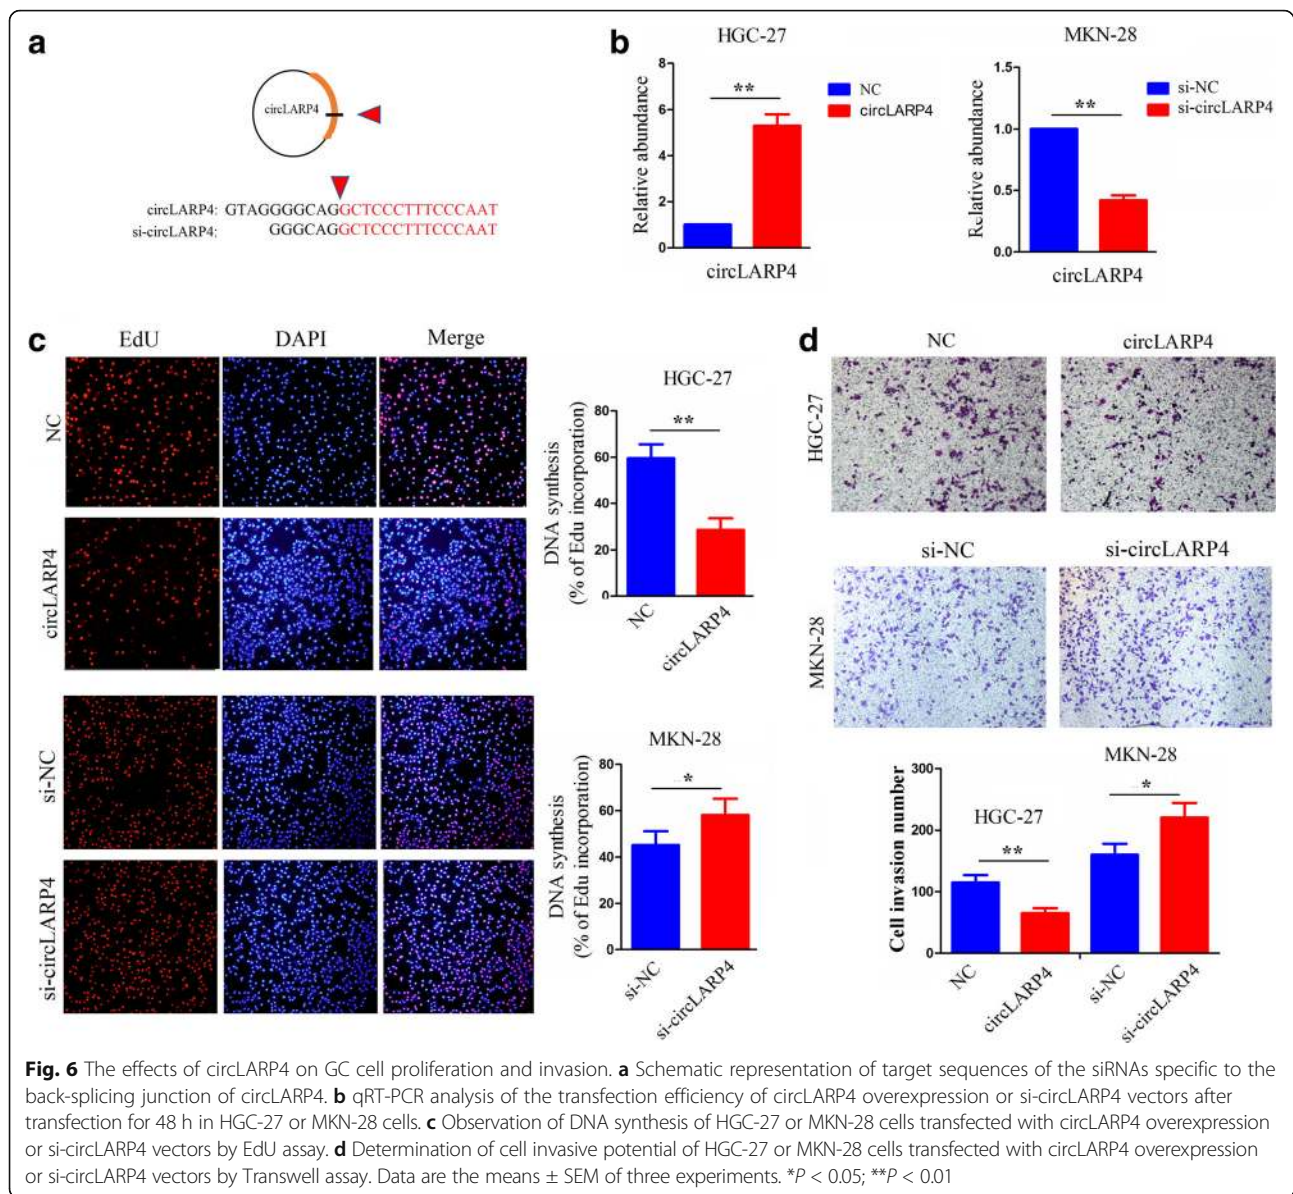 a
circLARP4
circLARP4: GTAGGGGCAGGCTCCCTTTCCCAAT
si-circLARP4: GGGCAGGCTCCCTTTCCCAAT
b
HGC-27
Relative abundance
8
6
4
2
0
**
NC
circLARP4
circLARP4
MKN-28
Relative abundance
1.5
1.0
0.5
0.0
**
si-NC
si-circLARP4
circLARP4
c
EdU DAPI Merge
NC
circLARP4
si-NC
si-circLARP4
HGC-27
DNA synthesis
(% of Edu incorporation)
80
60
40
20
0
**
NC
circLARP4
MKN-28
DNA synthesis
(% of Edu incorporation)
80
60
40
20
0
*
si-NC
si-circLARP4
d
NC circLARP4
HGC-27
si-NC si-circLARP4
MKN-28
Cell invasion number
300
200
100
0
HGC-27
**
MKN-28
*
NC
circLARP4
si-NC
si-circLARP4
Fig. 6 The effects of circLARP4 on GC cell proliferation and invasion. a Schematic representation of target sequences of the siRNAs specific to the
back-splicing junction of circLARP4. b qRT-PCR analysis of the transfection efficiency of circLARP4 overexpression or si-circLARP4 vectors after
transfection for 48 h in HGC-27 or MKN-28 cells. c Observation of DNA synthesis of HGC-27 or MKN-28 cells transfected with circLARP4 overexpression
or si-circLARP4 vectors by EdU assay. d Determination of cell invasive potential of HGC-27 or MKN-28 cells transfected with circLARP4 overexpression
or si-circLARP4 vectors by Transwell assay. Data are the means ± SEM of three experiments. *P < 0.05; **P < 0.01